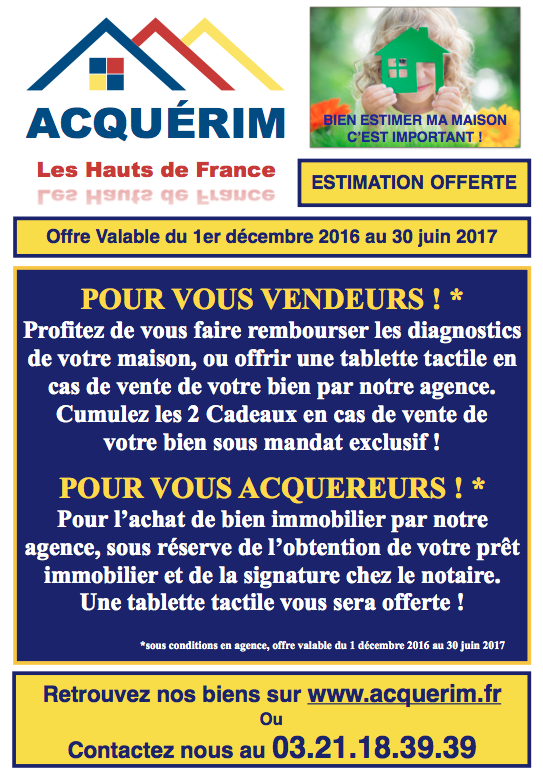 ACQUÉRIM
Les Hauts de France
BIEN ESTIMER MA MAISON
C'EST IMPORTANT !
ESTIMATION OFFERTE
Offre Valable du 1er décembre 2016 au 30 juin 2017
POUR VOUS VENDEURS ! *
Profitez de vous faire rembourser les diagnostics
de votre maison, ou offrir une tablette tactile en
cas de vente de votre bien par notre agence.
Cumulez les 2 Cadeaux en cas de vente de
votre bien sous mandat exclusif !
POUR VOUS ACQUEREURS ! *
Pour l'achat de bien immobilier par notre
agence, sous réserve de l'obtention de votre prêt
immobilier et de la signature chez le notaire.
Une tablette tactile vous sera offerte !
*sous conditions en agence, offre valable du 1 décembre 2016 au 30 juin 2017
Retrouvez nos biens sur www.acquerim.fr
Ou
Contactez nous au 03.21.18.39.39